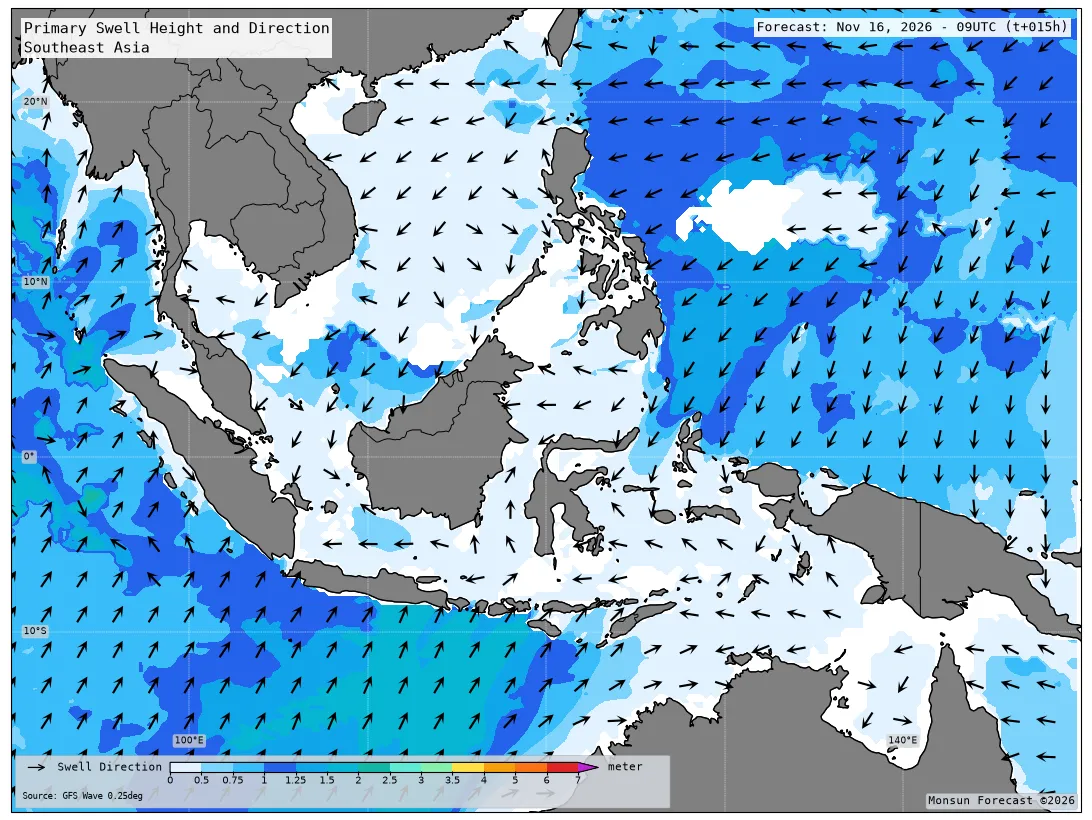 Primary Swell Height and Direction
Southeast Asia
Forecast: Nov 16, 2026 - 09UTC (t+015h)
20°N
10°N
0°
10°S
100°E
140°E
Swell Direction
meter
0 0.5 0.75 1 1.25 1.5 2 2.5 3 3.5 4 5 6 7
Source: GFS Wave 0.25deg
Monsun Forecast ©2026